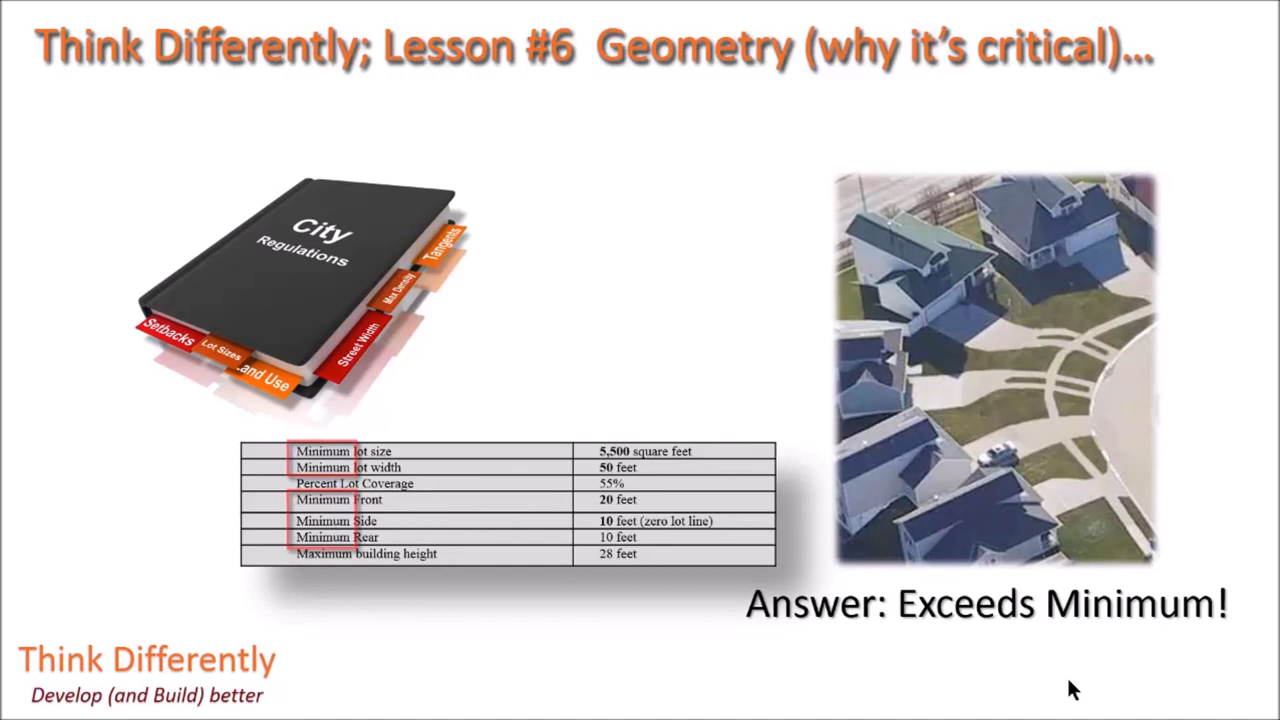 Think Differently; Lesson #6 Geometry (why it's critical)...
City
Regulations
Tangents
Max Density
Street Width
Setbacks
Lot Sizes
and Use
Minimum lot size 5,500 square feet
Minimum lot width 50 feet
Percent Lot Coverage 55%
Minimum Front 20 feet
Minimum Side 10 feet (zero lot line)
Minimum Rear 10 feet
Maximum building height 28 feet
Answer: Exceeds Minimum!
Think Differently
Develop (and Build) better